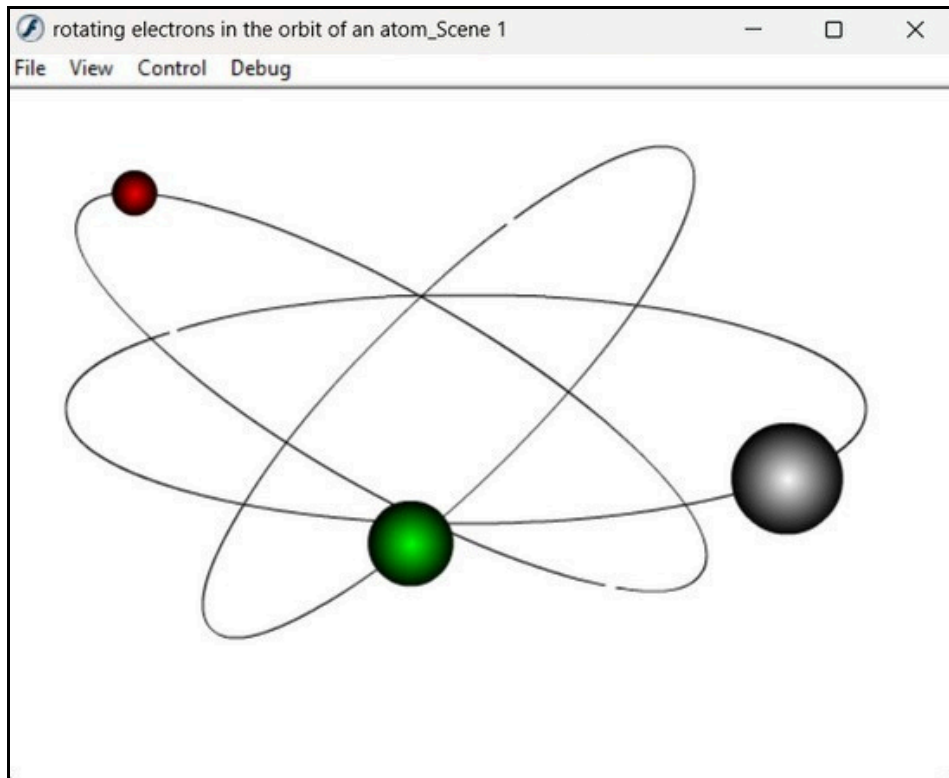 rotating electrons in the orbit of an atom_Scene 1
File View Control Debug